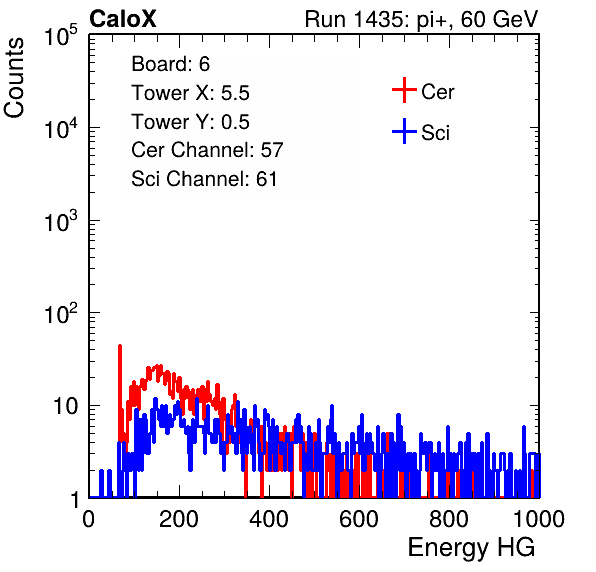 CaloX Run 1435: pi+, 60 GeV
Counts
10^5
10^4
10^3
10^2
10
1
Board: 6
Tower X: 5.5
Tower Y: 0.5
Cer Channel: 57
Sci Channel: 61
Cer
Sci
0 200 400 600 800 1000
Energy HG